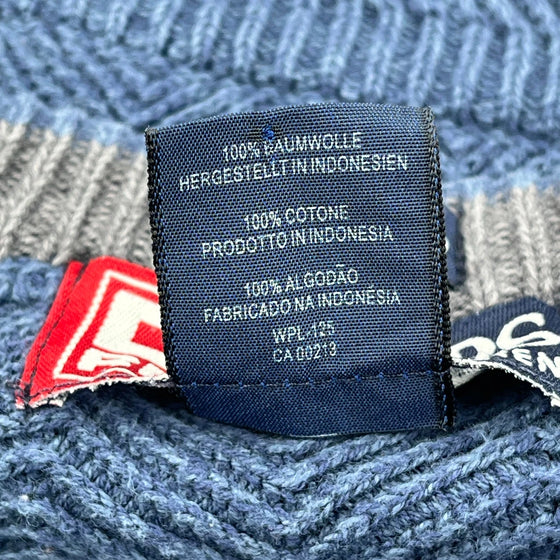 100% BAUMWOLLE
HERGESTELLT IN INDONESIEN
100% COTONE
PRODOTTO IN INDONESIA
100% ALGODÃO
FABRICADO NA INDONÉSIA
WPL-125
CA 00213